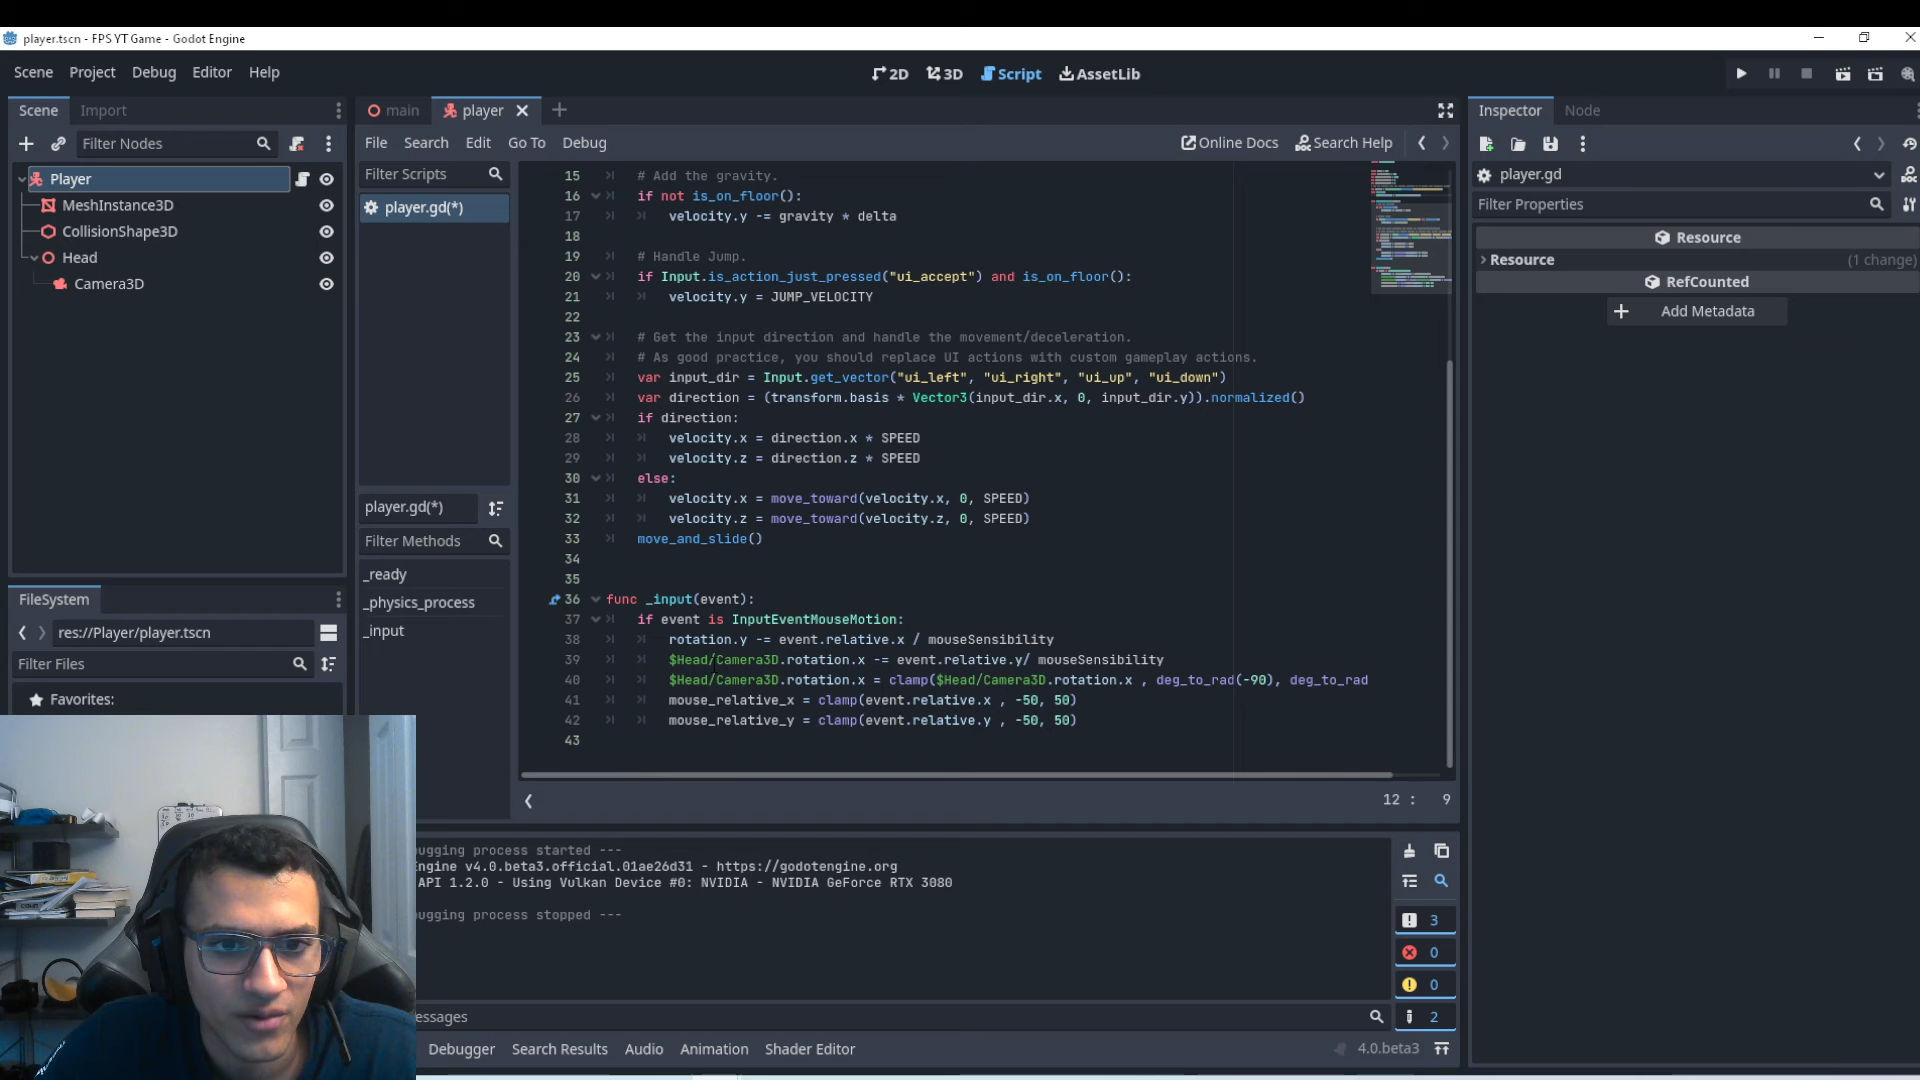 player.tscn - FPS YT Game - Godot Engine
Scene Project Debug Editor Help
2D 3D Script AssetLib
Scene Import
main player
Inspector Node
Filter Nodes
File Search Edit Go To Debug
Online Docs Search Help
Player
MeshInstance3D
CollisionShape3D
Head
Camera3D
Filter Scripts
player.gd(*)
player.gd(*)
Filter Methods
_ready
_physics_process
_input
15 # Add the gravity.
16 if not is_on_floor():
17 velocity.y -= gravity * delta
18
19 # Handle Jump.
20 if Input.is_action_just_pressed("ui_accept") and is_on_floor():
21 velocity.y = JUMP_VELOCITY
22
23 # Get the input direction and handle the movement/deceleration.
24 # As good practice, you should replace UI actions with custom gameplay actions.
25 var input_dir = Input.get_vector("ui_left", "ui_right", "ui_up", "ui_down")
26 var direction = (transform.basis * Vector3(input_dir.x, 0, input_dir.y)).normalized()
27 if direction:
28 velocity.x = direction.x * SPEED
29 velocity.z = direction.z * SPEED
30 else:
31 velocity.x = move_toward(velocity.x, 0, SPEED)
32 velocity.z = move_toward(velocity.z, 0, SPEED)
33 move_and_slide()
34
35
36 func _input(event):
37 if event is InputEventMouseMotion:
38 rotation.y -= event.relative.x / mouseSensibility
39 $Head/Camera3D.rotation.x -= event.relative.y/ mouseSensibility
40 $Head/Camera3D.rotation.x = clamp($Head/Camera3D.rotation.x , deg_to_rad(-90), deg_to_rad
41 mouse_relative_x = clamp(event.relative.x , -50, 50)
42 mouse_relative_y = clamp(event.relative.y , -50, 50)
43
12 : 9
player.gd
Filter Properties
Resource
Resource (1 change)
RefCounted
Add Metadata
FileSystem
res://Player/player.tscn
Filter Files
Favorites:
ugging process started ---
ngine v4.0.beta3.official.01ae26d31 - https://godotengine.org
API 1.2.0 - Using Vulkan Device #0: NVIDIA - NVIDIA GeForce RTX 3080
ugging process stopped ---
3
0
0
2
essages
Debugger Search Results Audio Animation Shader Editor
4.0.beta3